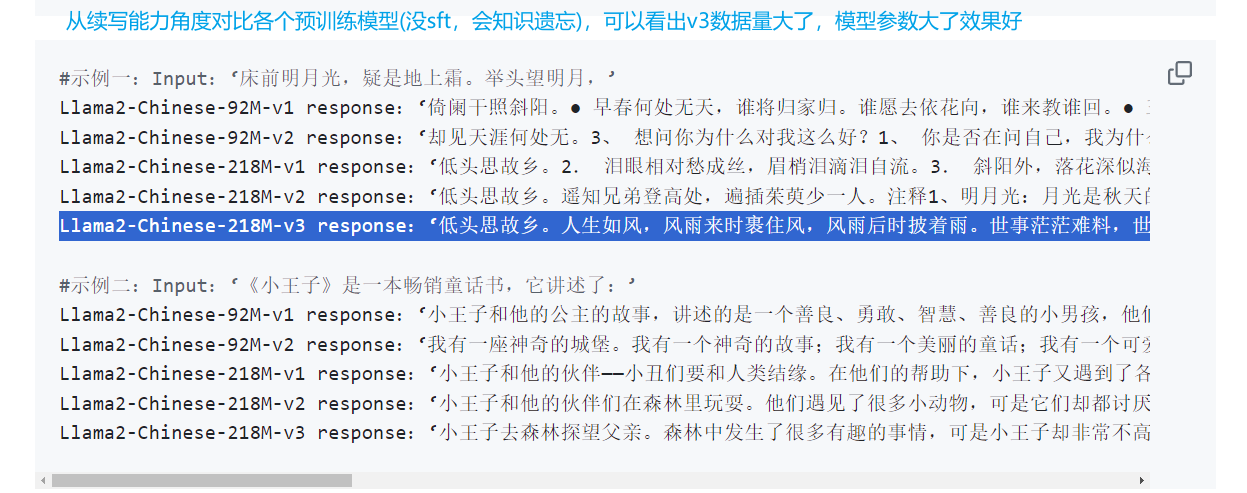 从续写能力角度对比各个预训练模型(没sft，会知识遗忘)，可以看出v3数据量大了，模型参数大了效果好
#示例一：Input：‘床前明月光，疑是地上霜。举头望明月，’
Llama2-Chinese-92M-v1 response：‘倚阑干照斜阳。● 早春何处无天，谁将归家归。谁愿去依花向，谁来教谁回。●
Llama2-Chinese-92M-v2 response：‘却见天涯何处无。3、 想问你为什么对我这么好？1、 你是否在问自己，我为什
Llama2-Chinese-218M-v1 response：‘低头思故乡。2. 泪眼相对愁成丝，眉梢泪滴泪自流。3. 斜阳外，落花深似海
Llama2-Chinese-218M-v2 response：‘低头思故乡。遥知兄弟登高处，遍插茱萸少一人。注释1、明月光：月光是秋天的
Llama2-Chinese-218M-v3 response：‘低头思故乡。人生如风，风雨来时裹住风，风雨后时披着雨。世事茫茫难料，世
#示例二：Input：‘《小王子》是一本畅销童话书，它讲述了：’
Llama2-Chinese-92M-v1 response：‘小王子和他的公主的故事，讲述的是一个善良、勇敢、智慧、善良的小男孩，他们
Llama2-Chinese-92M-v2 response：‘我有一座神奇的城堡。我有一个神奇的故事；我有一个美丽的童话；我有一个可爱
Llama2-Chinese-218M-v1 response：‘小王子和他的伙伴——小丑们要和人类结缘。在他们的帮助下，小王子又遇到了各
Llama2-Chinese-218M-v2 response：‘小王子和他的伙伴们在森林里玩耍。他们遇见了很多小动物，可是它们却都讨厌
Llama2-Chinese-218M-v3 response：‘小王子去森林探望父亲。森林中发生了很多有趣的事情，可是小王子却非常不高